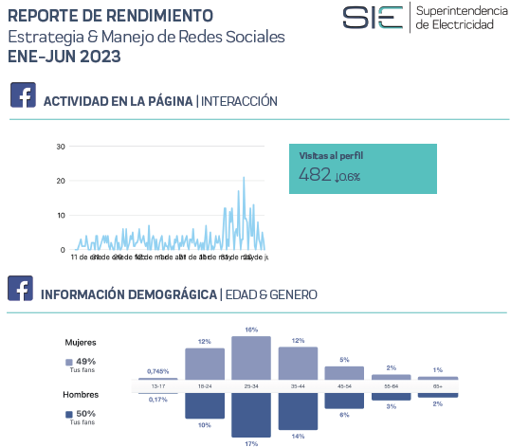 REPORTE DE RENDIMIENTO
Estrategia & Manejo de Redes Sociales
ENE-JUN 2023
SIE
Superintendencia
de Electricidad
ACTIVIDAD EN LA PÁGINA | INTERACCIÓN
30
20
10
0
11 de
Visitas al perfil
482 ↓0.6%
INFORMACIÓN DEMOGRÁGICA | EDAD & GENERO
Mujeres
49%
Tus fans
Hombres
50%
Tus fans
0,745% 12% 16% 12% 5% 2% 1%
13-17 18-24 25-34 35-44 45-54 55-64 65+
0,17% 10% 17% 14% 6% 3% 2%